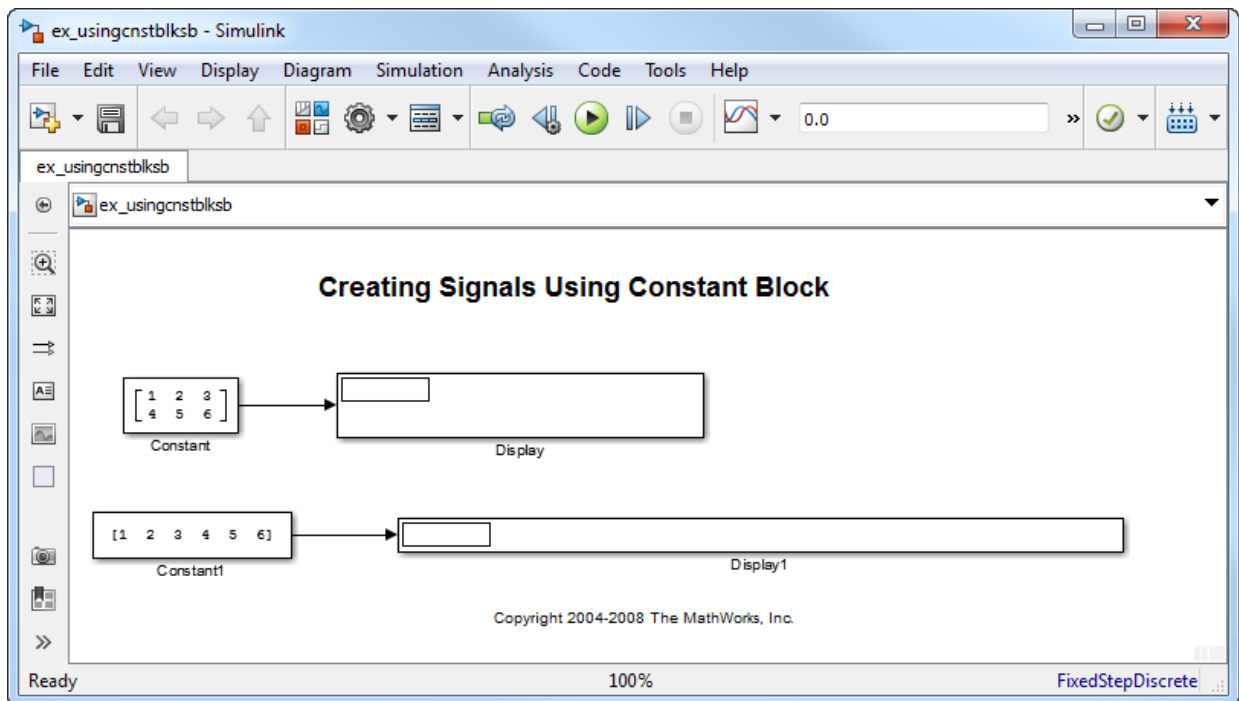 ex_usingcnstblksb - Simulink
File Edit View Display Diagram Simulation Analysis Code Tools Help
0.0
ex_usingcnstblksb
ex_usingcnstblksb
Creating Signals Using Constant Block
1 2 3
4 5 6
Constant
Display
[1 2 3 4 5 6]
Constant1
Display1
Copyright 2004-2008 The MathWorks, Inc.
Ready 100% FixedStepDiscrete